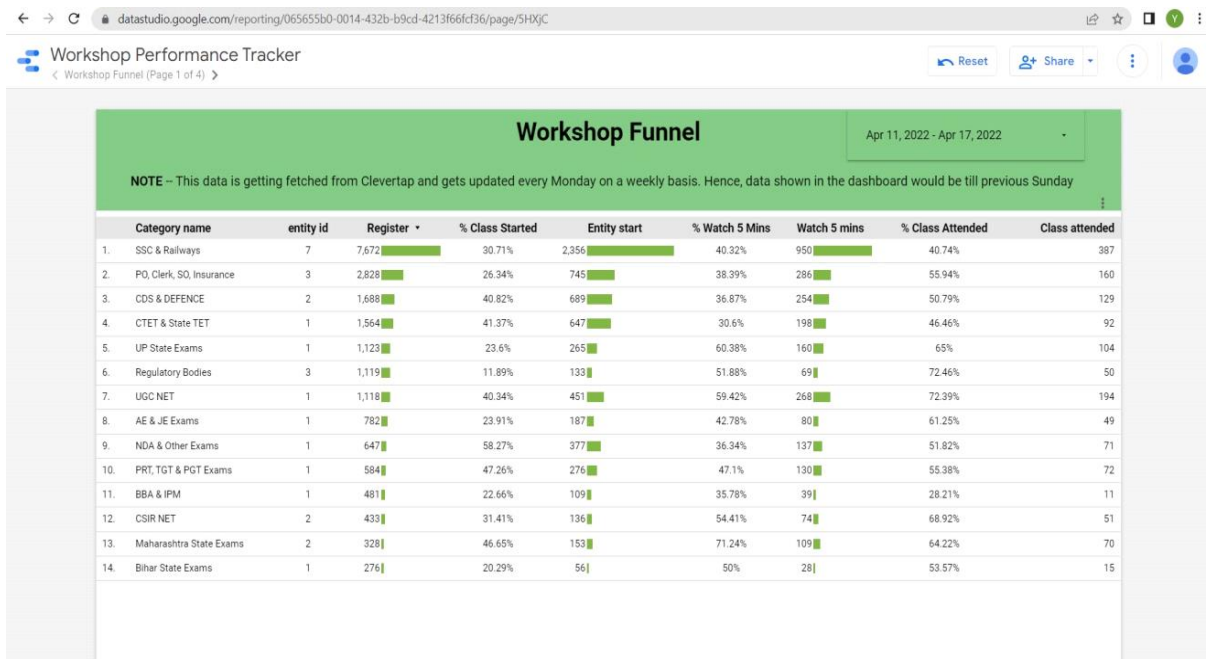 datastudio.google.com/reporting/065655b0-0014-432b-b9cd-4213f66fcf36/page/5HXjC
Y
Workshop Performance Tracker
Workshop Funnel (Page 1 of 4)
Reset
Share
Workshop Funnel
Apr 11, 2022 - Apr 17, 2022
NOTE -- This data is getting fetched from Clevertap and gets updated every Monday on a weekly basis. Hence, data shown in the dashboard would be till previous Sunday
Category name entity id Register % Class Started Entity start % Watch 5 Mins Watch 5 mins % Class Attended Class attended
1. SSC & Railways 7 7,672 30.71% 2,356 40.32% 950 40.74% 387
2. PO, Clerk, SO, Insurance 3 2,828 26.34% 745 38.39% 286 55.94% 160
3. CDS & DEFENCE 2 1,688 40.82% 689 36.87% 254 50.79% 129
4. CTET & State TET 1 1,564 41.37% 647 30.6% 198 46.46% 92
5. UP State Exams 1 1,123 23.6% 265 60.38% 160 65% 104
6. Regulatory Bodies 3 1,119 11.89% 133 51.88% 69 72.46% 50
7. UGC NET 1 1,118 40.34% 451 59.42% 268 72.39% 194
8. AE & JE Exams 1 782 23.91% 187 42.78% 80 61.25% 49
9. NDA & Other Exams 1 647 58.27% 377 36.34% 137 51.82% 71
10. PRT, TGT & PGT Exams 1 584 47.26% 276 47.1% 130 55.38% 72
11. BBA & IPM 1 481 22.66% 109 35.78% 39 28.21% 11
12. CSIR NET 2 433 31.41% 136 54.41% 74 68.92% 51
13. Maharashtra State Exams 2 328 46.65% 153 71.24% 109 64.22% 70
14. Bihar State Exams 1 276 20.29% 56 50% 28 53.57% 15